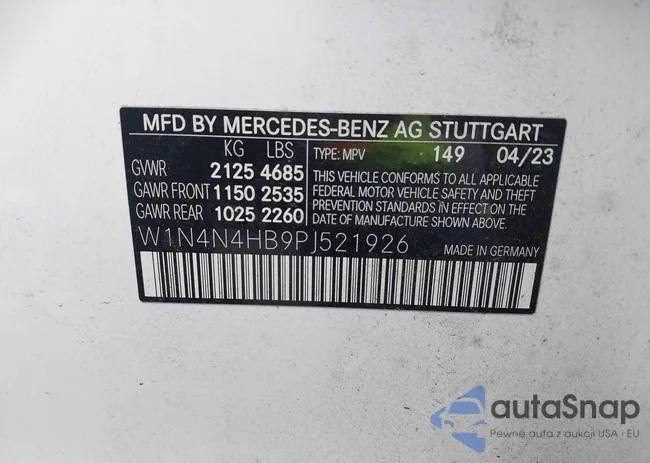 MFD BY MERCEDES-BENZ AG STUTTGART
KG LBS TYPE: MPV 149 04/23
GVWR 2125 4685
GAWR FRONT 1150 2535
GAWR REAR 1025 2260
THIS VEHICLE CONFORMS TO ALL APPLICABLE
FEDERAL MOTOR VEHICLE SAFETY AND THEFT
PREVENTION STANDARDS IN EFFECT ON THE
DATE OF MANUFACTURE SHOWN ABOVE.
W1N4N4HB9PJ521926
MADE IN GERMANY
autaSnap
Pewne auta z aukcji USA i EU